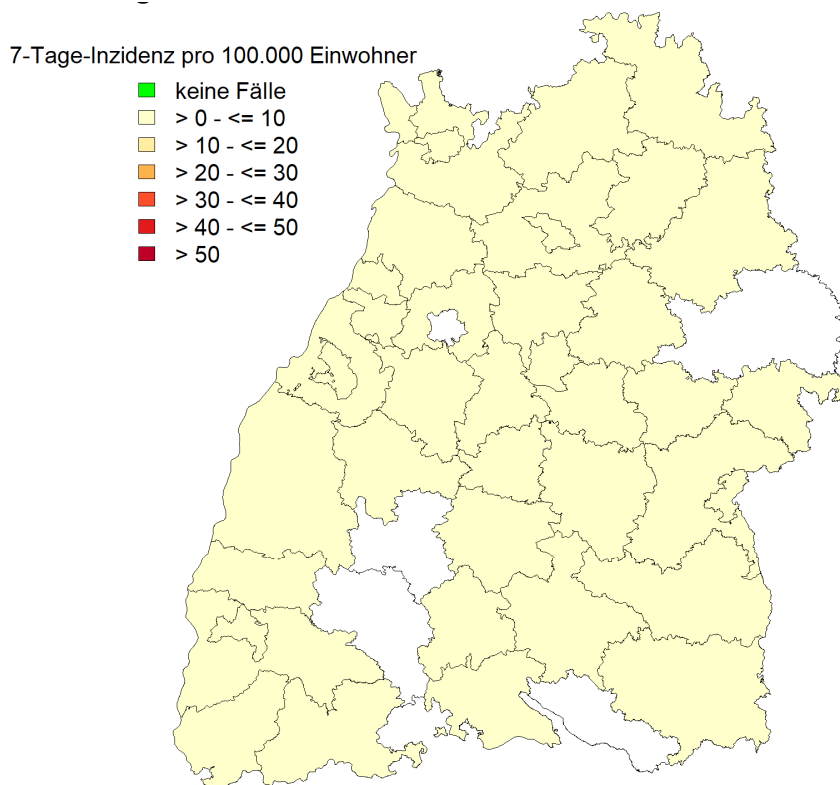 7-Tage-Inzidenz pro 100.000 Einwohner
keine Fälle
> 0 - <= 10
> 10 - <= 20
> 20 - <= 30
> 30 - <= 40
> 40 - <= 50
> 50